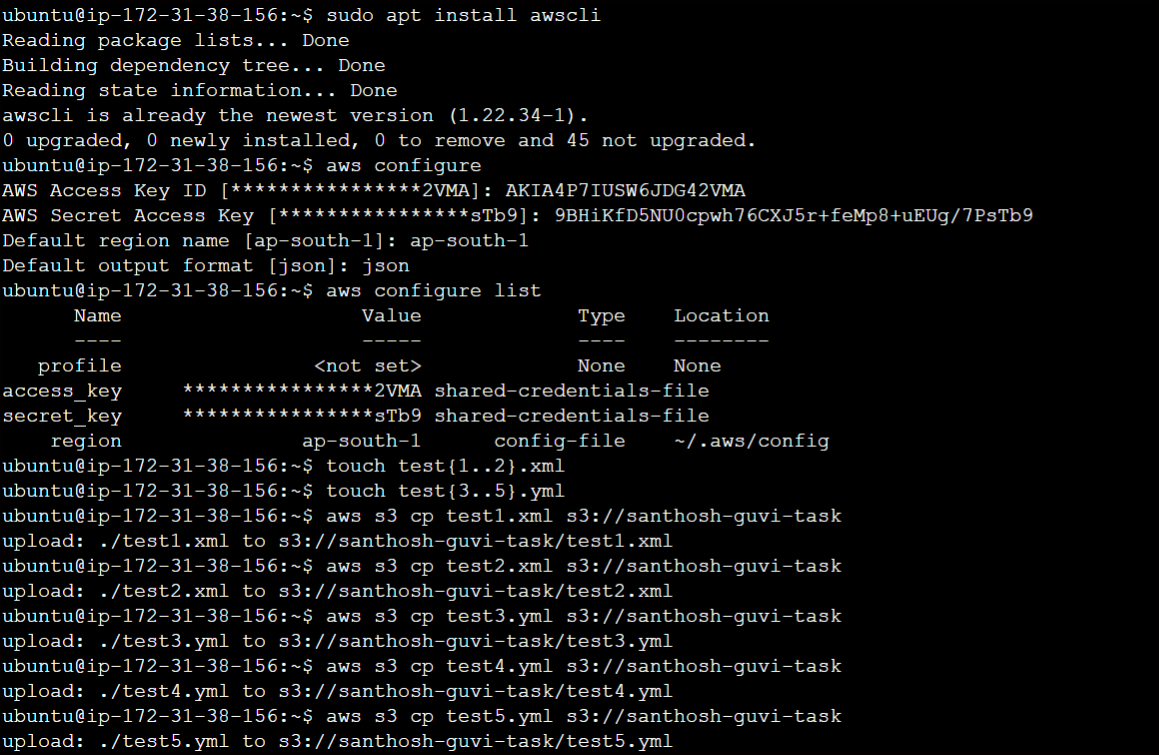 ubuntu@ip-172-31-38-156:~$ sudo apt install awscli
Reading package lists... Done
Building dependency tree... Done
Reading state information... Done
awscli is already the newest version (1.22.34-1).
0 upgraded, 0 newly installed, 0 to remove and 45 not upgraded.
ubuntu@ip-172-31-38-156:~$ aws configure
AWS Access Key ID [****************2VMA]: AKIA4P7IUSW6JDG42VMA
AWS Secret Access Key [****************sTb9]: 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
Default region name [ap-south-1]: ap-south-1
Default output format [json]: json
ubuntu@ip-172-31-38-156:~$ aws configure list
      Name                    Value             Type    Location
      ----                    -----             ----    --------
   profile                <not set>             None    None
access_key     ****************2VMA shared-credentials-file
secret_key     ****************sTb9 shared-credentials-file
    region               ap-south-1      config-file    ~/.aws/config
ubuntu@ip-172-31-38-156:~$ touch test{1..2}.xml
ubuntu@ip-172-31-38-156:~$ touch test{3..5}.yml
ubuntu@ip-172-31-38-156:~$ aws s3 cp test1.xml s3://santhosh-guvi-task
upload: ./test1.xml to s3://santhosh-guvi-task/test1.xml
ubuntu@ip-172-31-38-156:~$ aws s3 cp test2.xml s3://santhosh-guvi-task
upload: ./test2.xml to s3://santhosh-guvi-task/test2.xml
ubuntu@ip-172-31-38-156:~$ aws s3 cp test3.yml s3://santhosh-guvi-task
upload: ./test3.yml to s3://santhosh-guvi-task/test3.yml
ubuntu@ip-172-31-38-156:~$ aws s3 cp test4.yml s3://santhosh-guvi-task
upload: ./test4.yml to s3://santhosh-guvi-task/test4.yml
ubuntu@ip-172-31-38-156:~$ aws s3 cp test5.yml s3://santhosh-guvi-task
upload: ./test5.yml to s3://santhosh-guvi-task/test5.yml